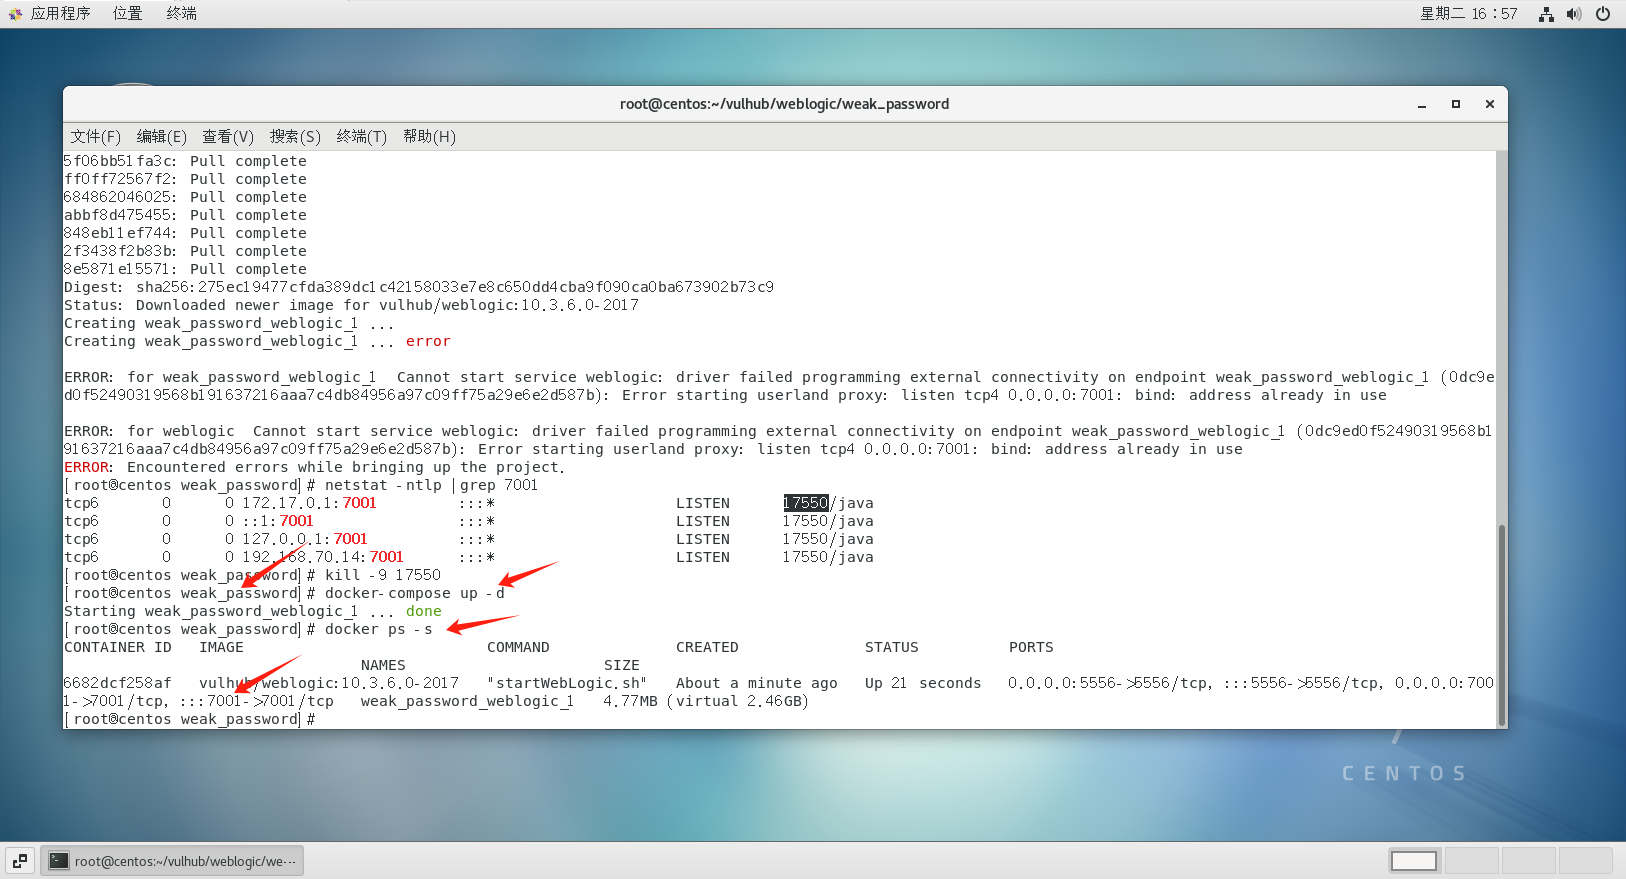 应用程序 位置 终端 星期二 16：57
root@centos:~/vulhub/weblogic/weak_password
文件(F) 编辑(E) 查看(V) 搜索(S) 终端(T) 帮助(H)
5f06bb51fa3c: Pull complete
ff0ff72567f2: Pull complete
684862046025: Pull complete
abbf8d475455: Pull complete
848eb11ef744: Pull complete
2f3438f2b83b: Pull complete
8e5871e15571: Pull complete
Digest: sha256:275ec19477cfda389dc1c42158033e7e8c650dd4cba9f090ca0ba673902b73c9
Status: Downloaded newer image for vulhub/weblogic:10.3.6.0-2017
Creating weak_password_weblogic_1 ...
Creating weak_password_weblogic_1 ... error
ERROR: for weak_password_weblogic_1  Cannot start service weblogic: driver failed programming external connectivity on endpoint weak_password_weblogic_1 (0dc9e
d0f52490319568b191637216aaa7c4db84956a97c09ff75a29e6e2d587b): Error starting userland proxy: listen tcp4 0.0.0.0:7001: bind: address already in use
ERROR: for weblogic  Cannot start service weblogic: driver failed programming external connectivity on endpoint weak_password_weblogic_1 (0dc9ed0f52490319568b1
91637216aaa7c4db84956a97c09ff75a29e6e2d587b): Error starting userland proxy: listen tcp4 0.0.0.0:7001: bind: address already in use
ERROR: Encountered errors while bringing up the project.
[root@centos weak_password]# netstat -ntlp |grep 7001
tcp6       0      0 172.17.0.1:7001         :::*                    LISTEN      17550/java
tcp6       0      0 ::1:7001                :::*                    LISTEN      17550/java
tcp6       0      0 127.0.0.1:7001          :::*                    LISTEN      17550/java
tcp6       0      0 192.168.70.14:7001      :::*                    LISTEN      17550/java
[root@centos weak_password]# kill -9 17550
[root@centos weak_password]# docker-compose up -d
Starting weak_password_weblogic_1 ... done
[root@centos weak_password]# docker ps -s
CONTAINER ID   IMAGE                           COMMAND              CREATED              STATUS          PORTS
NAMES                      SIZE
6682dcf258af   vulhub/weblogic:10.3.6.0-2017   "startWebLogic.sh"   About a minute ago   Up 21 seconds   0.0.0.0:5556->5556/tcp, :::5556->5556/tcp, 0.0.0.0:700
1->7001/tcp, :::7001->7001/tcp   weak_password_weblogic_1   4.77MB (virtual 2.46GB)
[root@centos weak_password]#
7
CENTOS
root@centos:~/vulhub/weblogic/we···